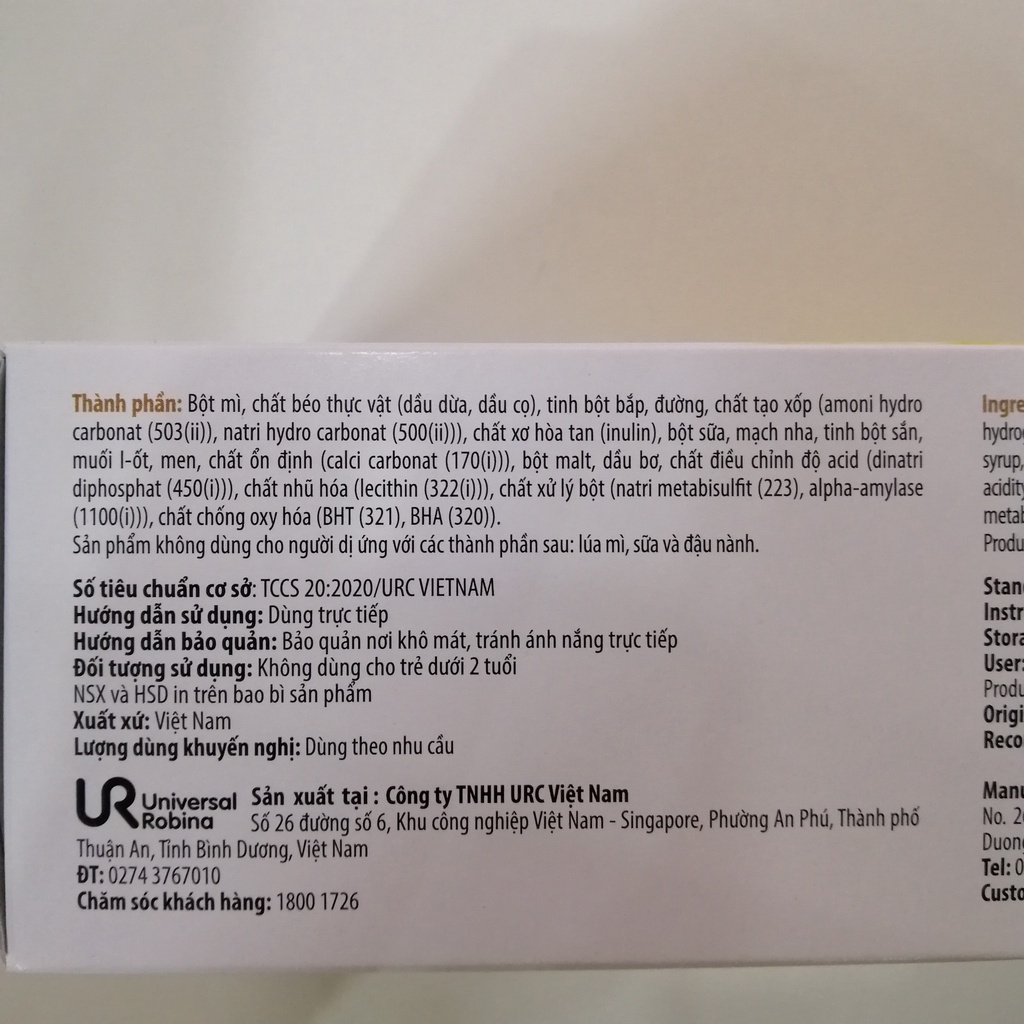 Thành phần: Bột mì, chất béo thực vật (dầu dừa, dầu cọ), tinh bột bắp, đường, chất tạo xốp (amoni hydro
carbonat (503(ii)), natri hydro carbonat (500(ii))), chất xơ hòa tan (inulin), bột sữa, mạch nha, tinh bột sắn,
muối I-ốt, men, chất ổn định (calci carbonat (170(i))), bột malt, dầu bơ, chất điều chỉnh độ acid (dinatri
diphosphat (450(i))), chất nhũ hóa (lecithin (322(i))), chất xử lý bột (natri metabisulfit (223), alpha-amylase
(1100(i))), chất chống oxy hóa (BHT (321), BHA (320)).
Sản phẩm không dùng cho người dị ứng với các thành phần sau: lúa mì, sữa và đậu nành.
Số tiêu chuẩn cơ sở: TCCS 20:2020/URC VIETNAM
Hướng dẫn sử dụng: Dùng trực tiếp
Hướng dẫn bảo quản: Bảo quản nơi khô mát, tránh ánh nắng trực tiếp
Đối tượng sử dụng: Không dùng cho trẻ dưới 2 tuổi
NSX và HSD in trên bao bì sản phẩm
Xuất xứ: Việt Nam
Lượng dùng khuyến nghị: Dùng theo nhu cầu
UR Universal
Robina
Sản xuất tại : Công ty TNHH URC Việt Nam
Số 26 đường số 6, Khu công nghiệp Việt Nam - Singapore, Phường An Phú, Thành phố
Thuận An, Tỉnh Bình Dương, Việt Nam
ĐT: 0274 3767010
Chăm sóc khách hàng: 1800 1726
syrup,
User:
Tel: 0